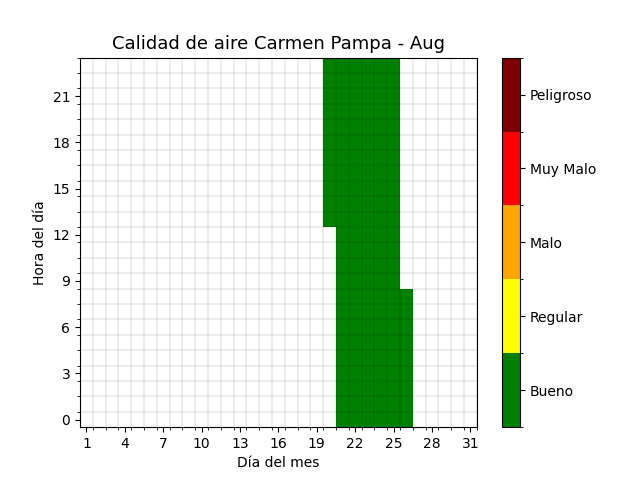 Calidad de aire Carmen Pampa - Aug
Hora del día
21
18
15
12
9
6
3
0
1 4 7 10 13 16 19 22 25 28 31
Día del mes
Peligroso
Muy Malo
Malo
Regular
Bueno